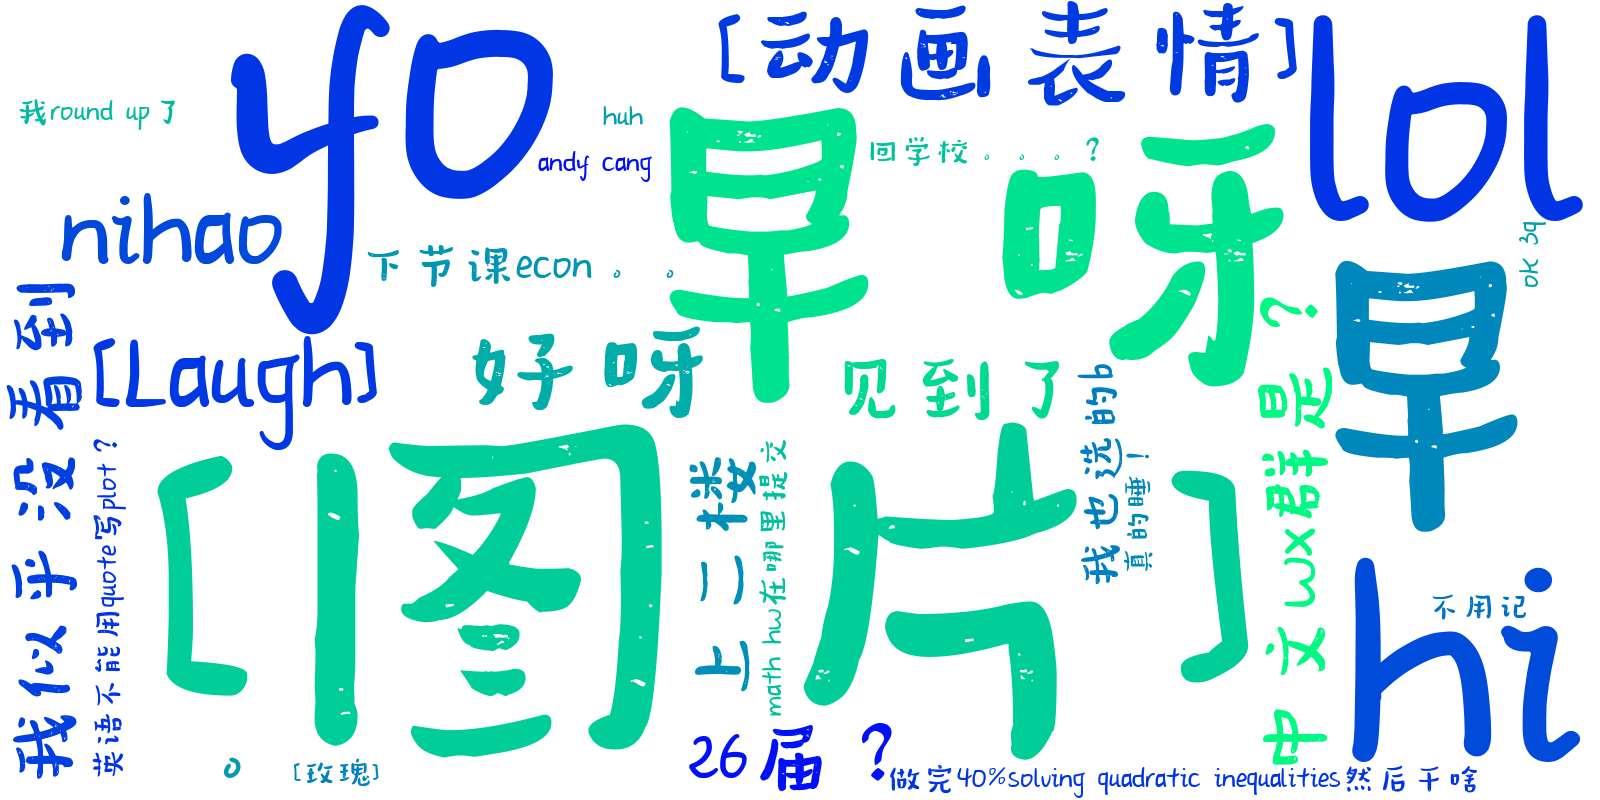 yo
[动画表情]
lol
我round up了
huh
andy cang
早呀
回学校。。。？
nihao
下节课econ。。
ok 3q
早
[Laugh]
好呀
见到了
我似乎没看到
英语不能用quote写plot？
[图片]
上二楼
math hw在哪里提交
我也选的b
真的睡！
中文wx群是？
hi
不用记
。
[玫瑰]
26届？
做完40%solving quadratic inequalities然后干啥